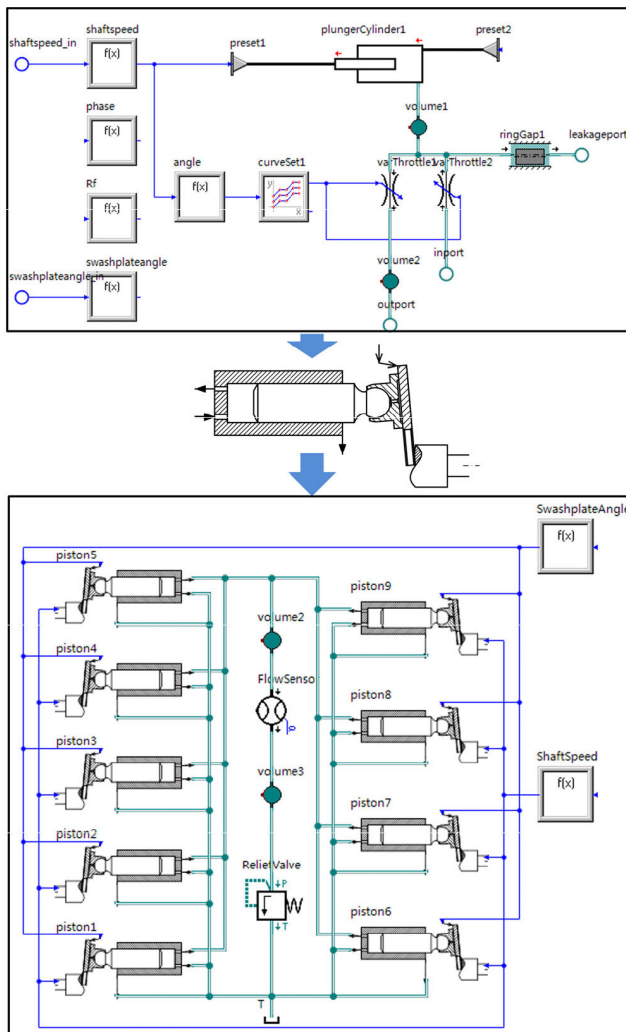 plungerCylinder1
shaftspeed
shaftspeed_in
f(x)
preset1
preset2
phase
f(x)
volume1
ringGap1
leakageport
angle
f(x)
curveSet1
y
x
varThrottle1
varThrottle2
Rf
f(x)
swashplateangle
swashplateangle_in
f(x)
volume2
inport
outport
SwashplateAngle
f(x)
piston5
piston9
volume2
piston4
FlowSensor
piston8
piston3
volume3
ShaftSpeed
f(x)
piston7
piston2
ReliefValve
P
piston1
piston6
T
T